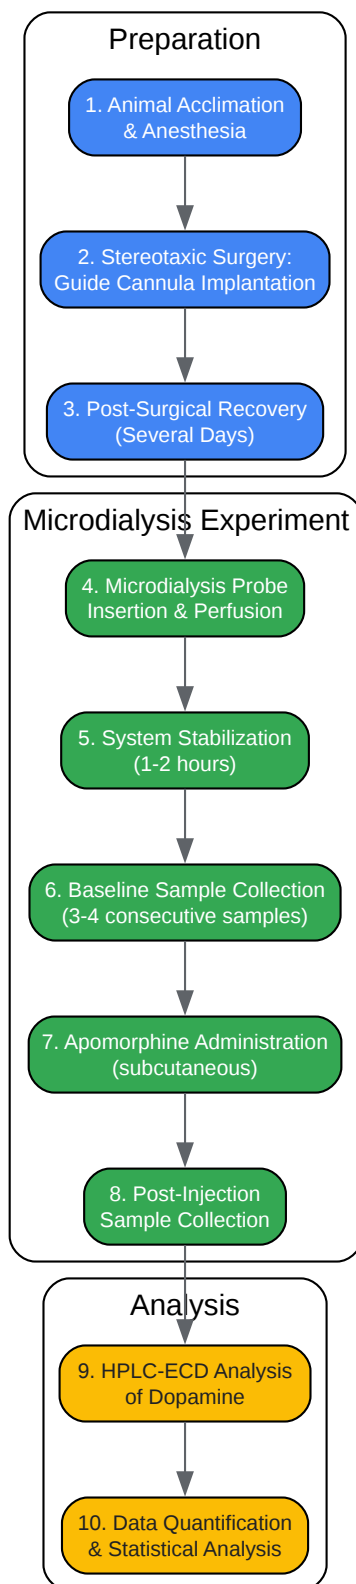 Preparation
1. Animal Acclimation
& Anesthesia
2. Stereotaxic Surgery:
Guide Cannula Implantation
3. Post-Surgical Recovery
(Several Days)
Microdialysis Experiment
4. Microdialysis Probe
Insertion & Perfusion
5. System Stabilization
(1-2 hours)
6. Baseline Sample Collection
(3-4 consecutive samples)
7. Apomorphine Administration
(subcutaneous)
8. Post-Injection
Sample Collection
Analysis
9. HPLC-ECD Analysis
of Dopamine
10. Data Quantification
& Statistical Analysis